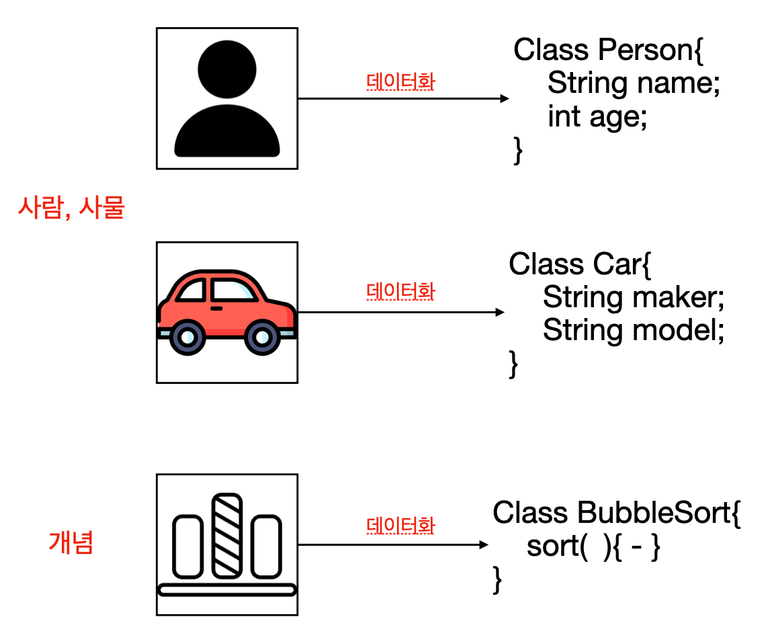 데이터화
Class Person{
String name;
int age;
}
사람, 사물
데이터화
Class Car{
String maker;
String model;
}
개념
데이터화
Class BubbleSort{
sort(  ){ - }
}